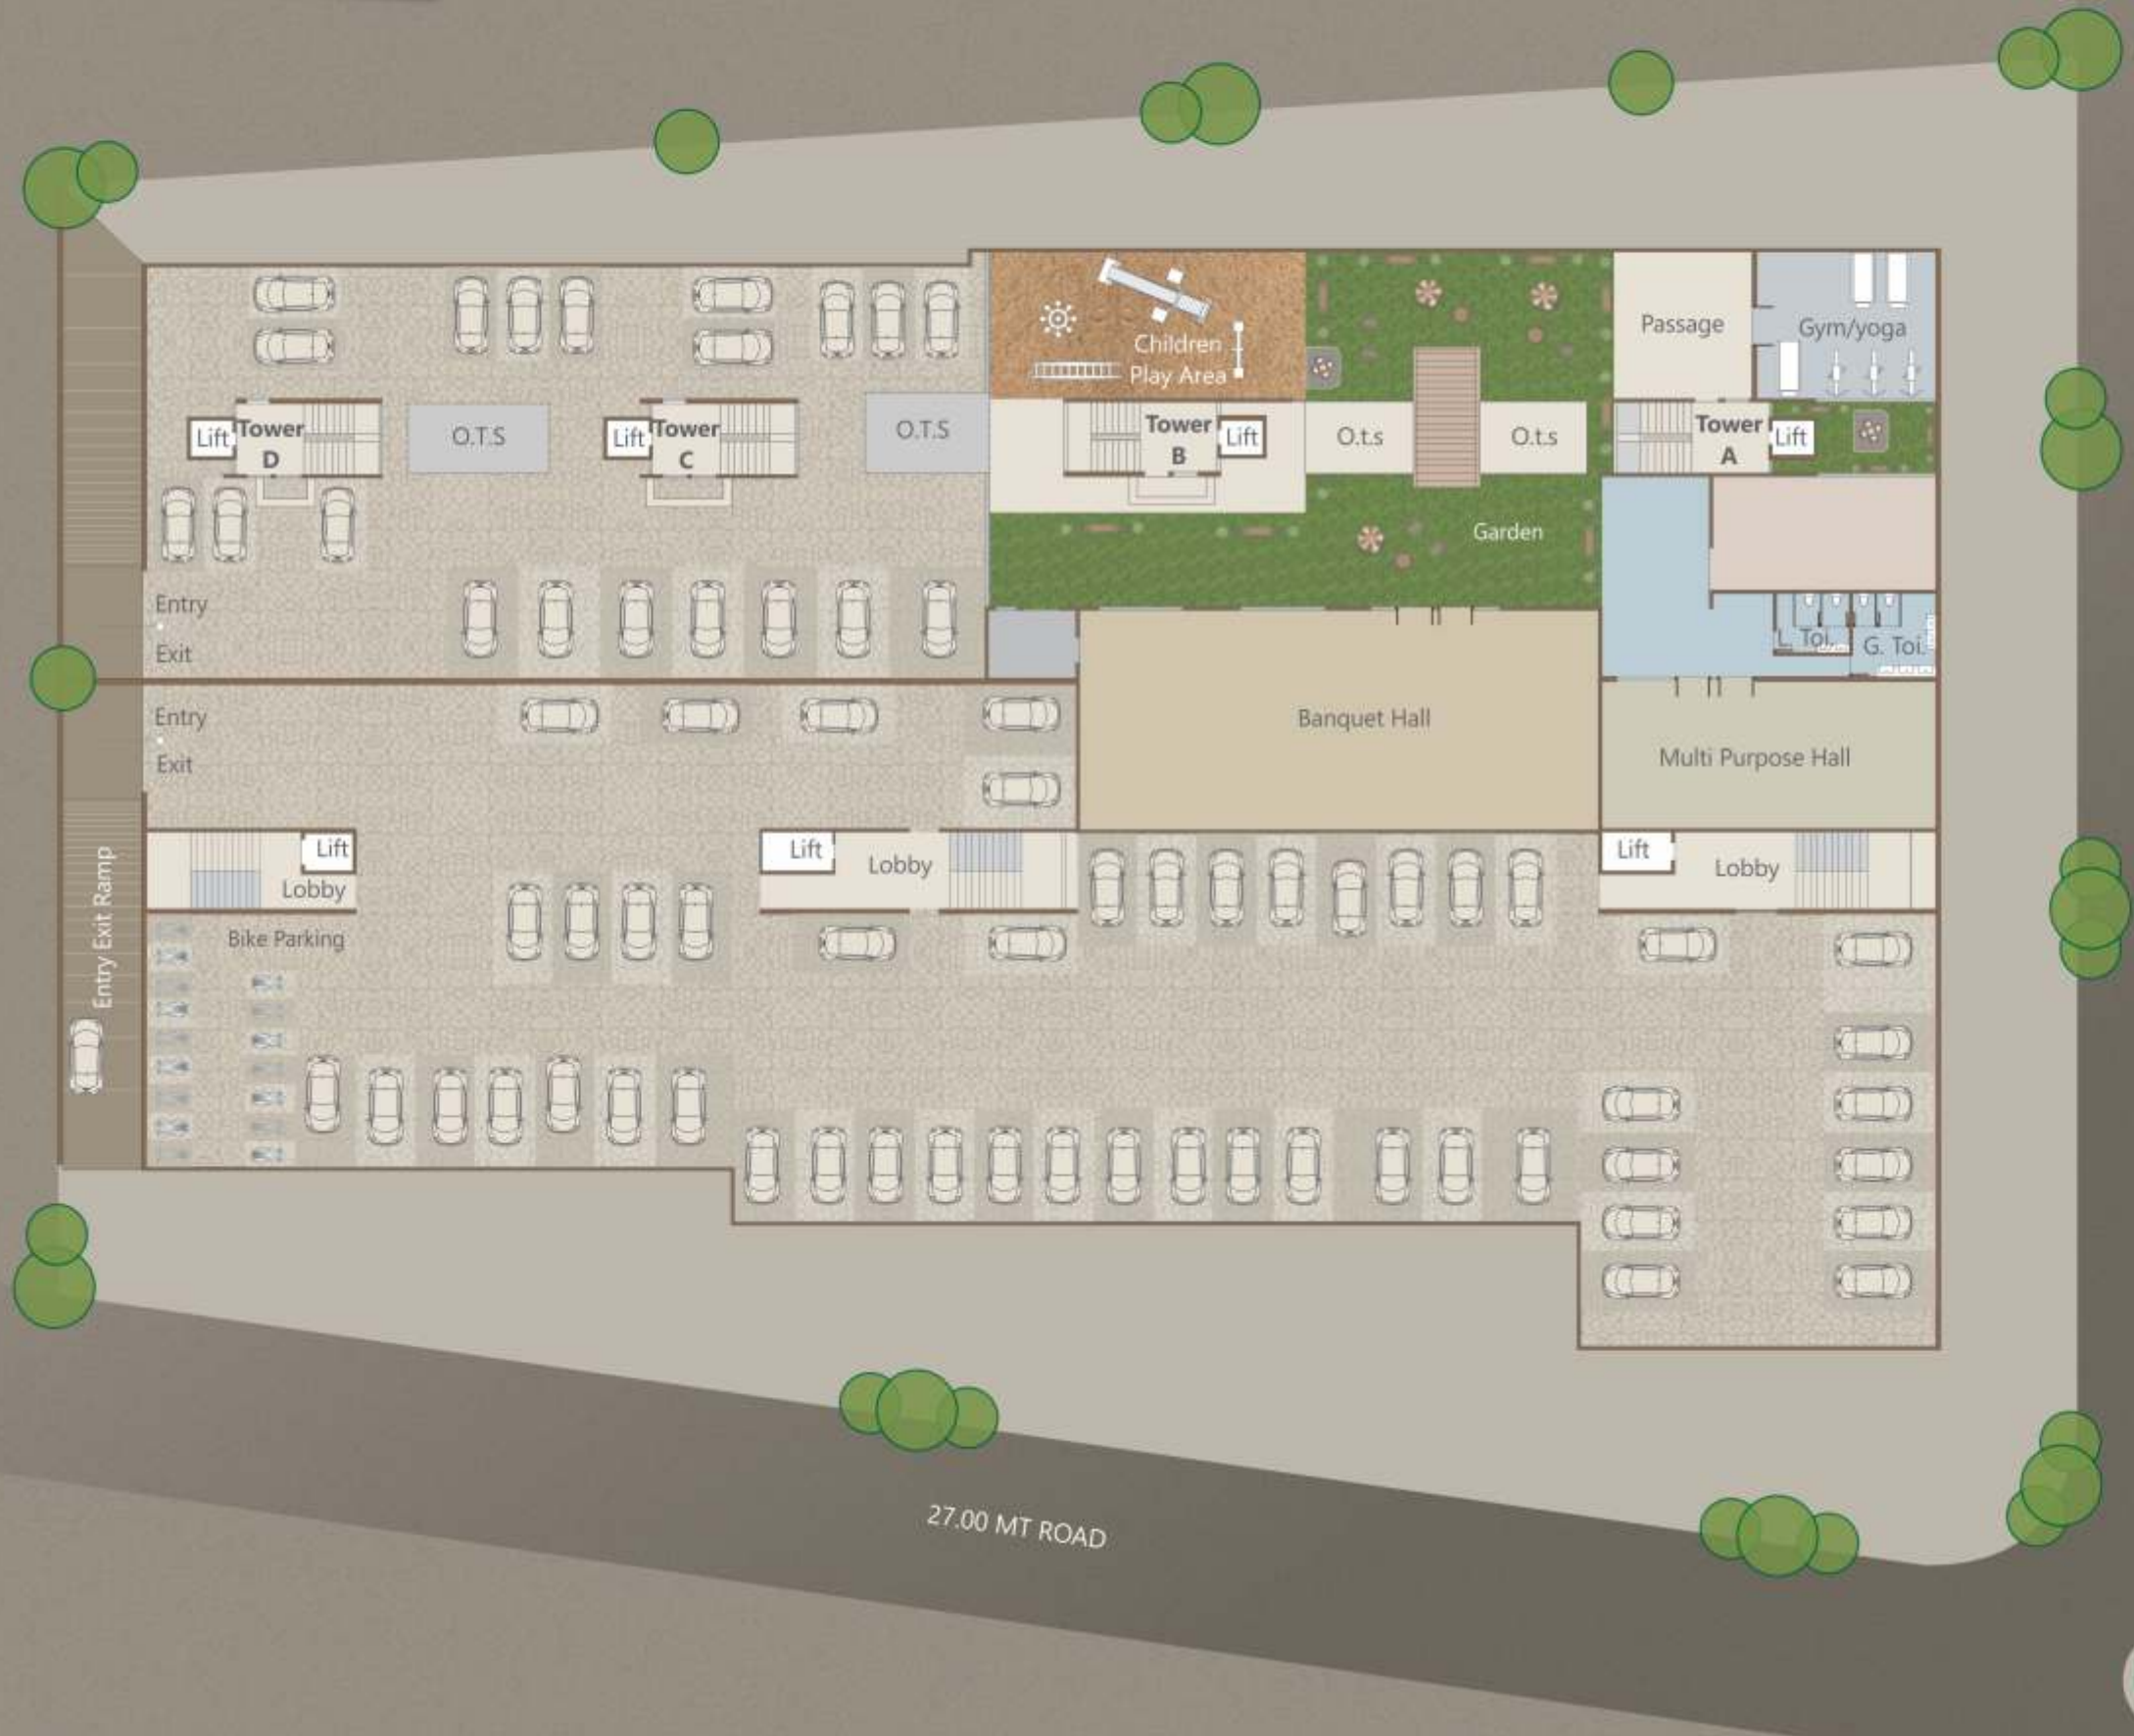 Children
Play Area
Passage
Gym/yoga
Lift
Tower
D
O.T.S
Lift
Tower
C
O.T.S
Tower
B
Lift
O.t.s
O.t.s
Tower
A
Lift
Garden
Entry
Exit
L. Toi.
G. Toi.
Entry
Exit
Banquet Hall
Multi Purpose Hall
Lift
Lobby
Lift
Lobby
Lift
Lobby
Bike Parking
Entry Exit Ramp
27.00 MT ROAD